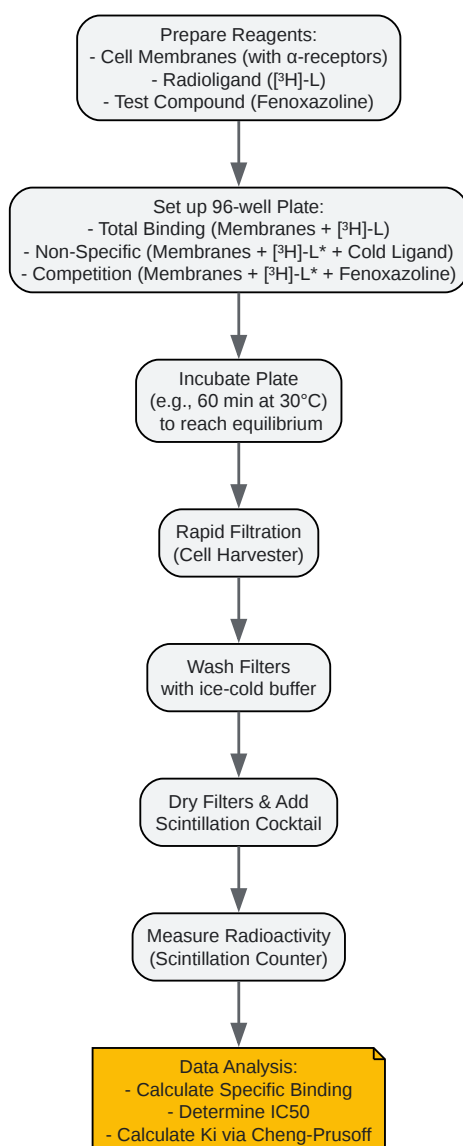 Prepare Reagents:
- Cell Membranes (with α-receptors)
- Radioligand ([³H]-L)
- Test Compound (Fenoxazoline)
Set up 96-well Plate:
- Total Binding (Membranes + [³H]-L)
- Non-Specific (Membranes + [³H]-L* + Cold Ligand)
- Competition (Membranes + [³H]-L* + Fenoxazoline)
Incubate Plate
(e.g., 60 min at 30°C)
to reach equilibrium
Rapid Filtration
(Cell Harvester)
Wash Filters
with ice-cold buffer
Dry Filters & Add
Scintillation Cocktail
Measure Radioactivity
(Scintillation Counter)
Data Analysis:
- Calculate Specific Binding
- Determine IC50
- Calculate Ki via Cheng-Prusoff